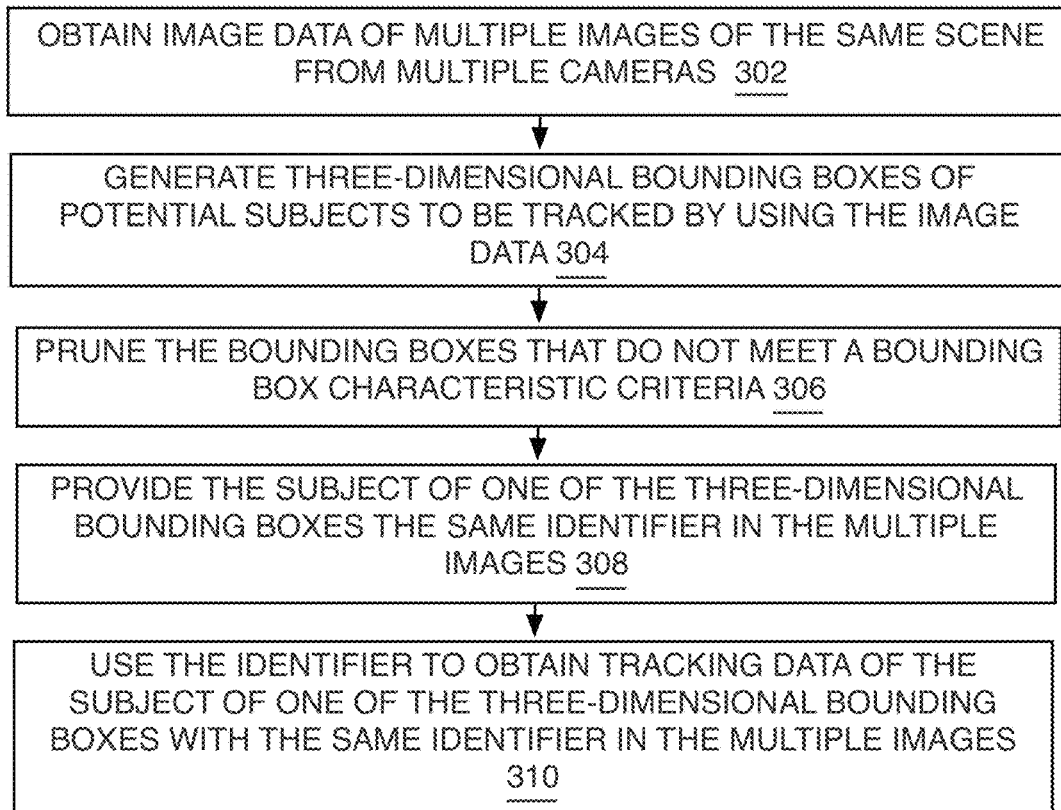 OBTAIN IMAGE DATA OF MULTIPLE IMAGES OF THE SAME SCENE
FROM MULTIPLE CAMERAS 302
GENERATE THREE-DIMENSIONAL BOUNDING BOXES OF
POTENTIAL SUBJECTS TO BE TRACKED BY USING THE IMAGE
DATA 304
PRUNE THE BOUNDING BOXES THAT DO NOT MEET A BOUNDING
BOX CHARACTERISTIC CRITERIA 306
PROVIDE THE SUBJECT OF ONE OF THE THREE-DIMENSIONAL
BOUNDING BOXES THE SAME IDENTIFIER IN THE MULTIPLE
IMAGES 308
USE THE IDENTIFIER TO OBTAIN TRACKING DATA OF THE
SUBJECT OF ONE OF THE THREE-DIMENSIONAL BOUNDING
BOXES WITH THE SAME IDENTIFIER IN THE MULTIPLE IMAGES
310